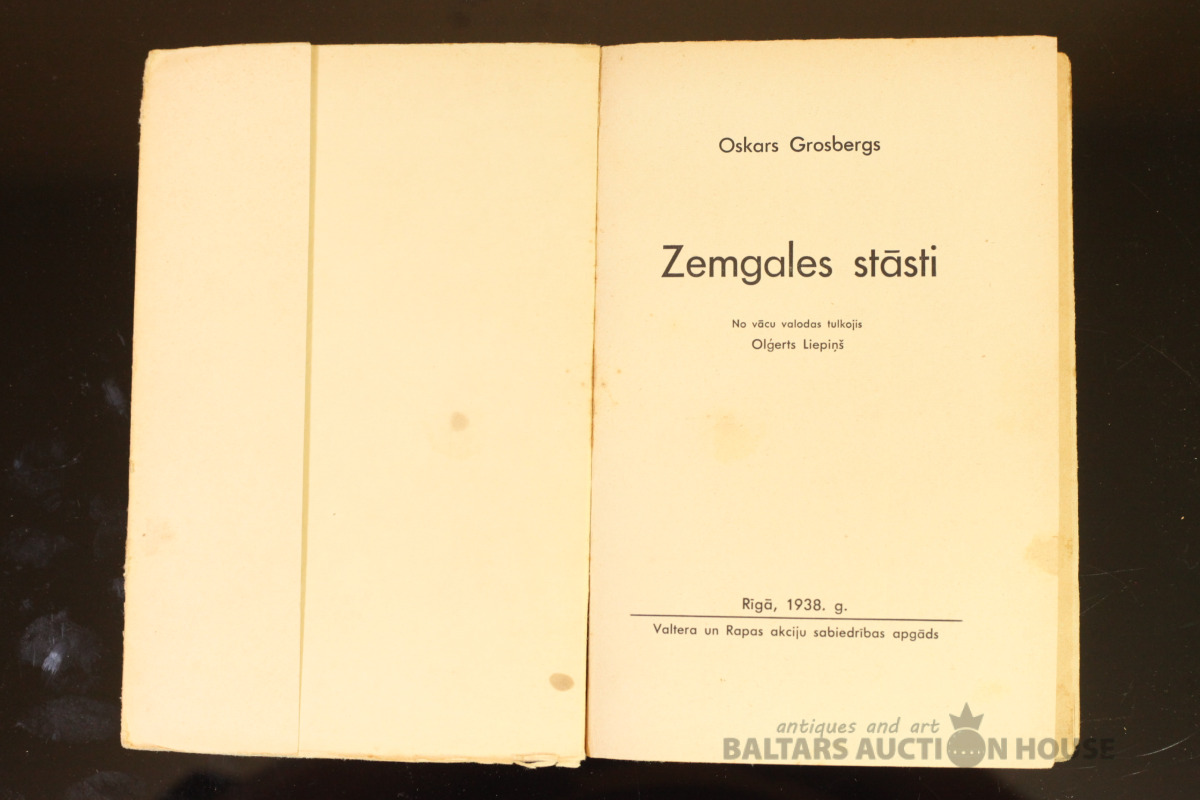 Oskars Grosbergs
Zemgales stāsti
No vācu valodas tulkojis
Oļģerts Liepiņš
Rīgā, 1938. g.
Valtera un Rapas akciju sabiedrības apgāds
antiques and art
BALTARS AUCTION HOUSE